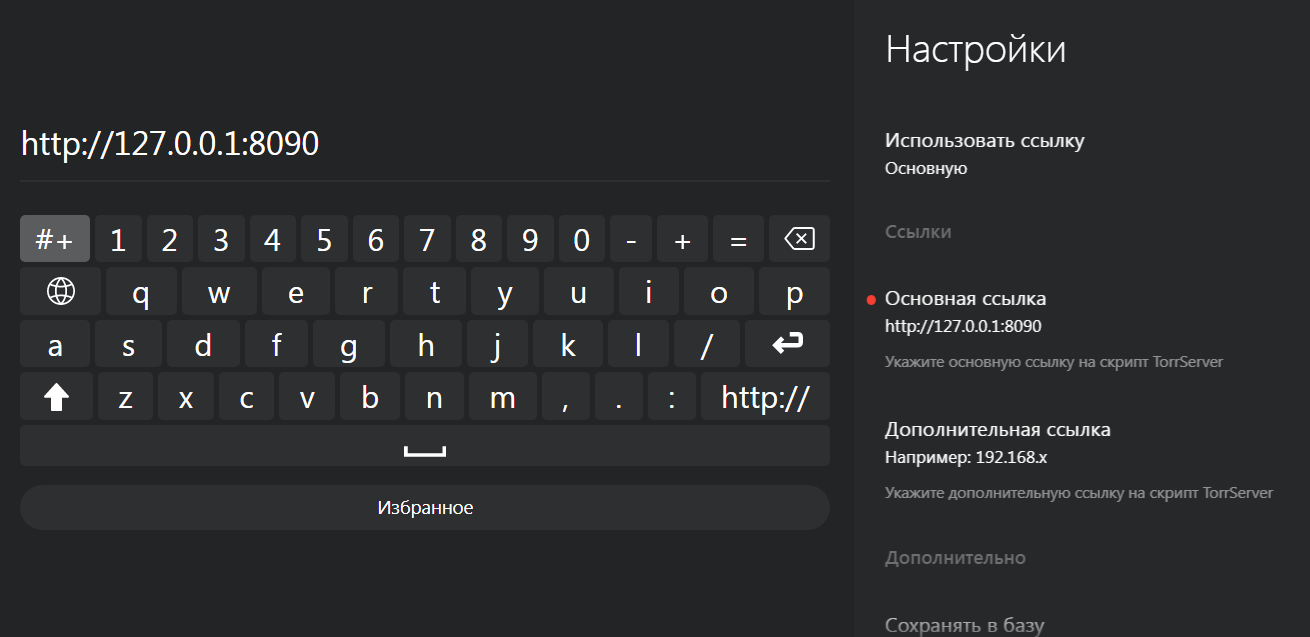 http://127.0.0.1:8090
#+ 1 2 3 4 5 6 7 8 9 0 - + =
q w e r t y u i o p
a s d f g h j k l /
z x c v b n m , . : http://
Избранное
Настройки
Использовать ссылку
Основную
Ссылки
Основная ссылка
http://127.0.0.1:8090
Укажите основную ссылку на скрипт TorrServer
Дополнительная ссылка
Например: 192.168.х
Укажите дополнительную ссылку на скрипт TorrServer
Дополнительно
Сохранять в базу